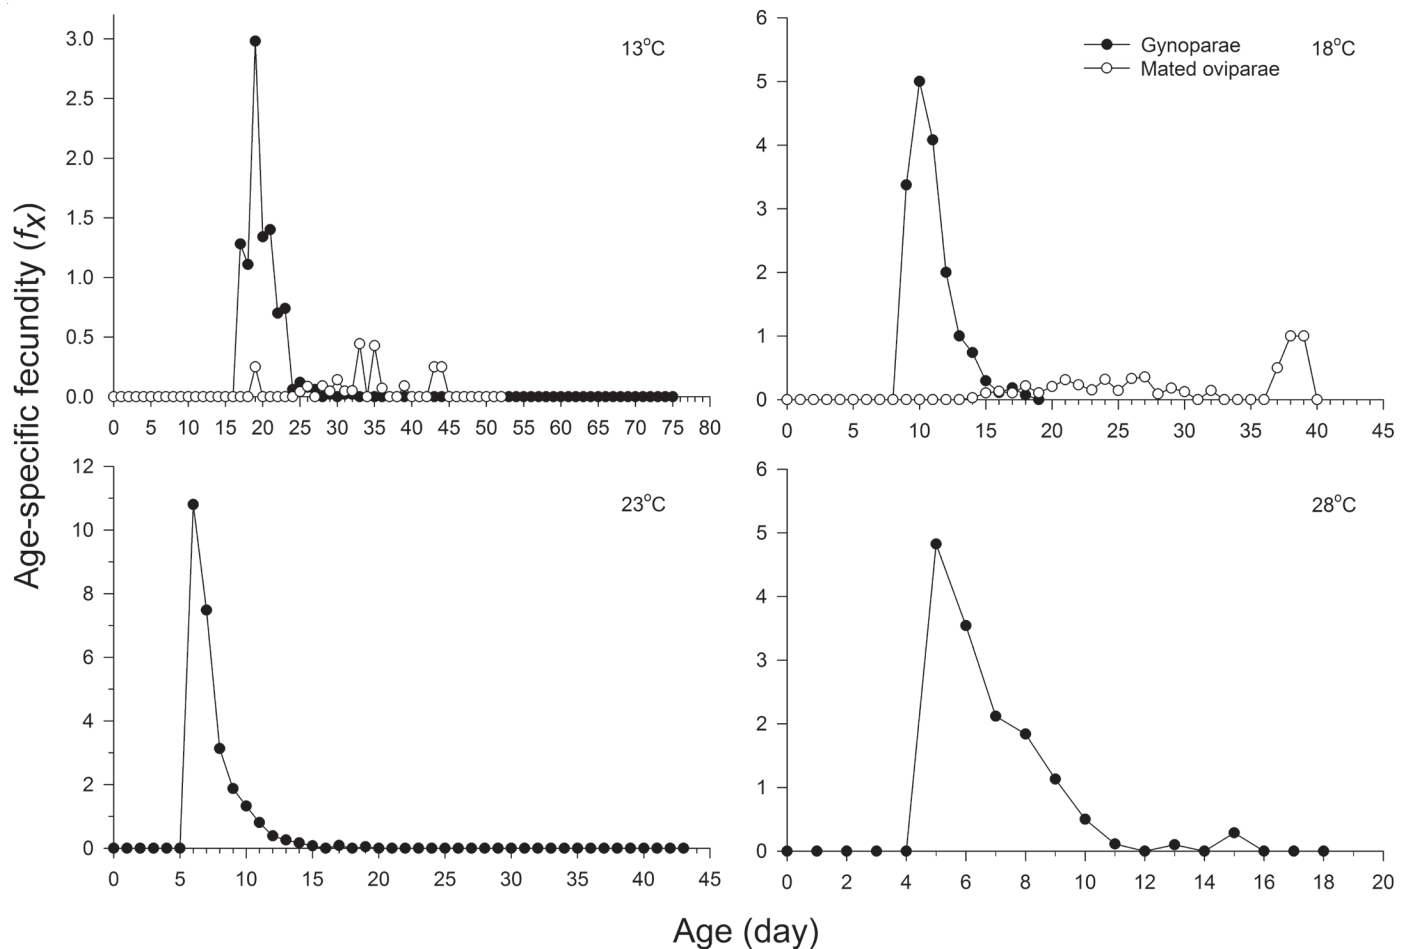 Age-specific fecundity (fx)
13°C
3.0
2.5
2.0
1.5
1.0
0.5
0.0
0 5 10 15 20 25 30 35 40 45 50 55 60 65 70 75 80
Gynoparae
Mated oviparae
18°C
6
5
4
3
2
1
0
0 5 10 15 20 25 30 35 40 45
23°C
12
10
8
6
4
2
0
0 5 10 15 20 25 30 35 40 45
28°C
6
5
4
3
2
1
0
0 2 4 6 8 10 12 14 16 18 20
Age (day)